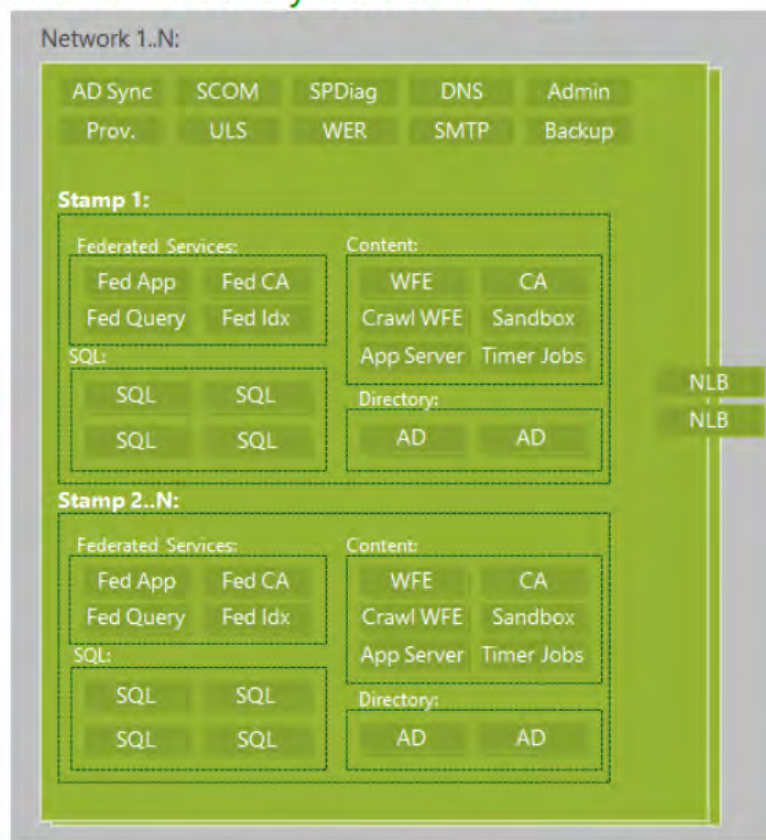 Network 1..N:
AD Sync SCOM SPDiag DNS Admin
Prov. ULS WER SMTP Backup
Stamp 1:
Federated Services:
Fed App Fed CA
Fed Query Fed Idx
SQL:
SQL SQL
SQL SQL
Content:
WFE CA
Crawl WFE Sandbox
App Server Timer Jobs
Directory:
AD AD
NLB
NLB
Stamp 2..N:
Federated Services:
Fed App Fed CA
Fed Query Fed Idx
SQL:
SQL SQL
SQL SQL
Content:
WFE CA
Crawl WFE Sandbox
App Server Timer Jobs
Directory:
AD AD